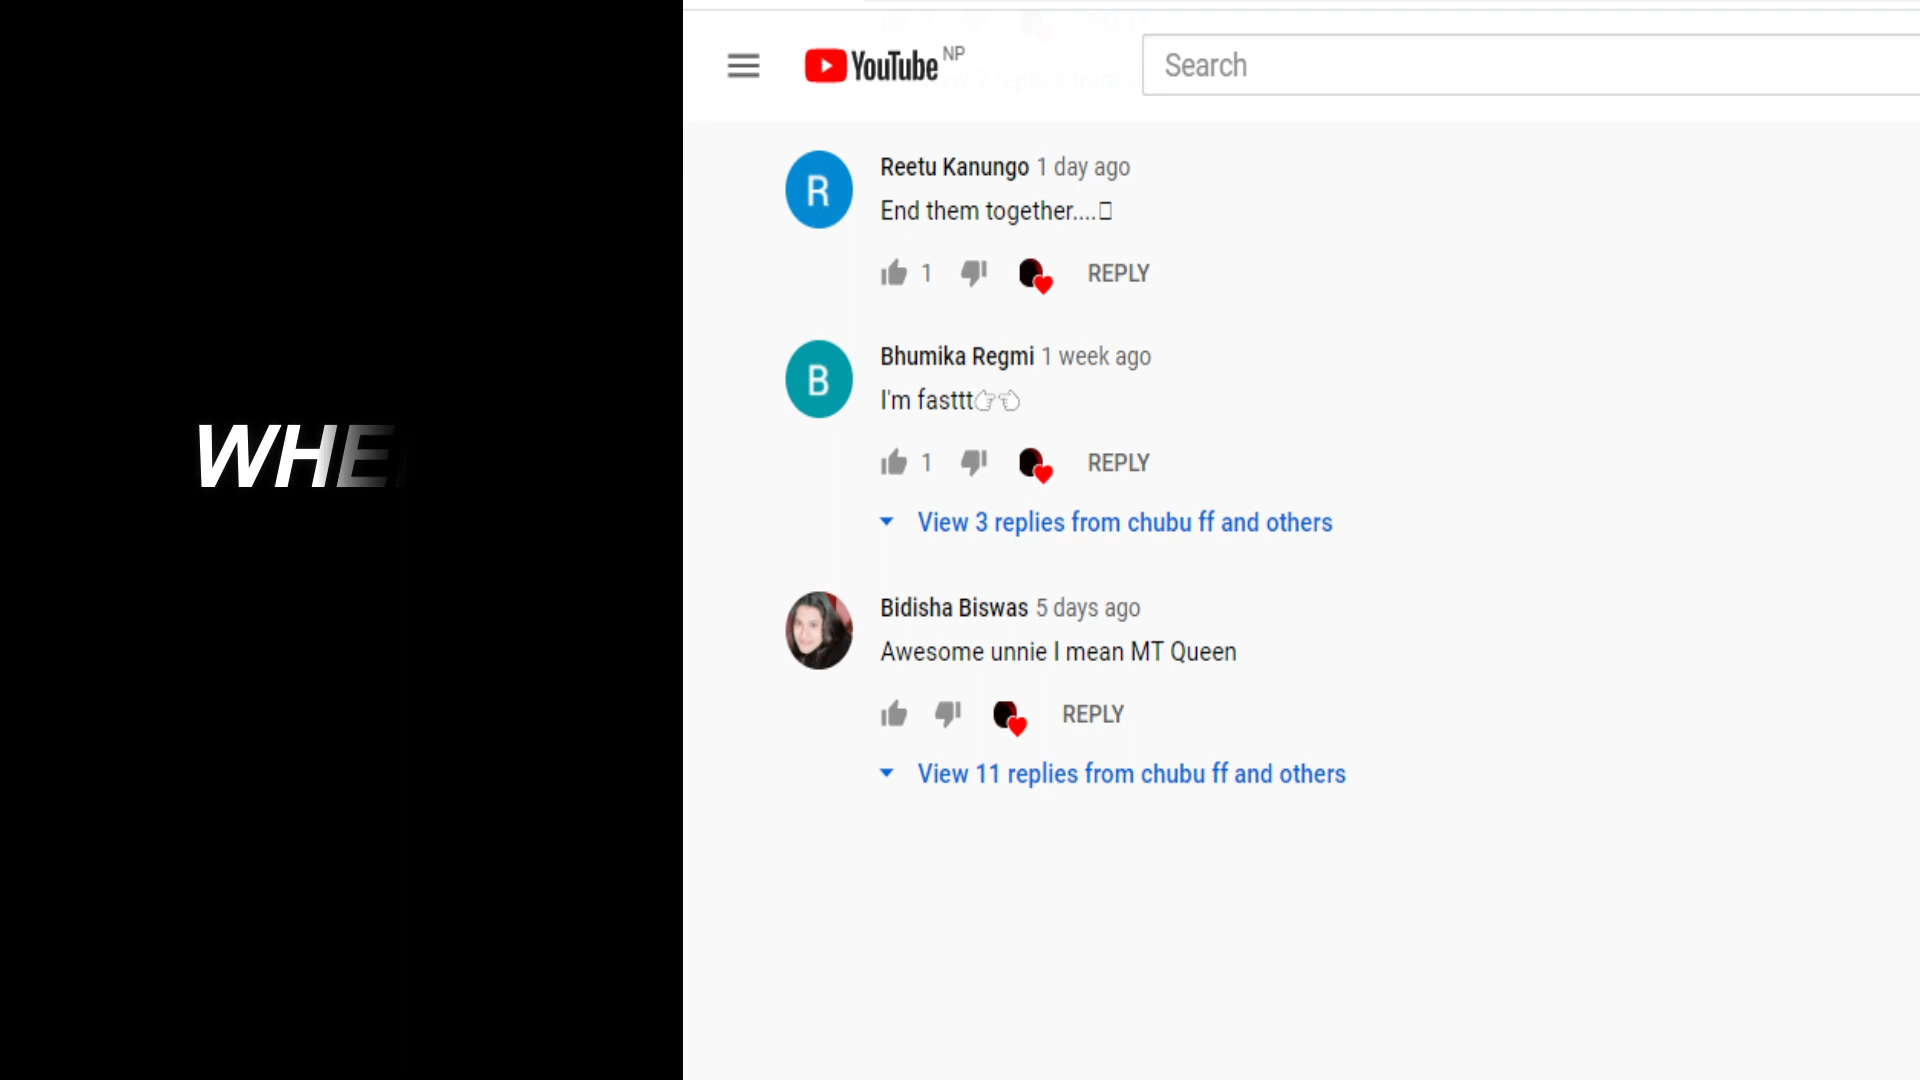 WHE
YouTube NP
Search
Reetu Kanungo 1 day ago
End them together....
1 REPLY
Bhumika Regmi 1 week ago
I'm fasttt👉👈
1 REPLY
View 3 replies from chubu ff and others
Bidisha Biswas 5 days ago
Awesome unnie I mean MT Queen
REPLY
View 11 replies from chubu ff and others